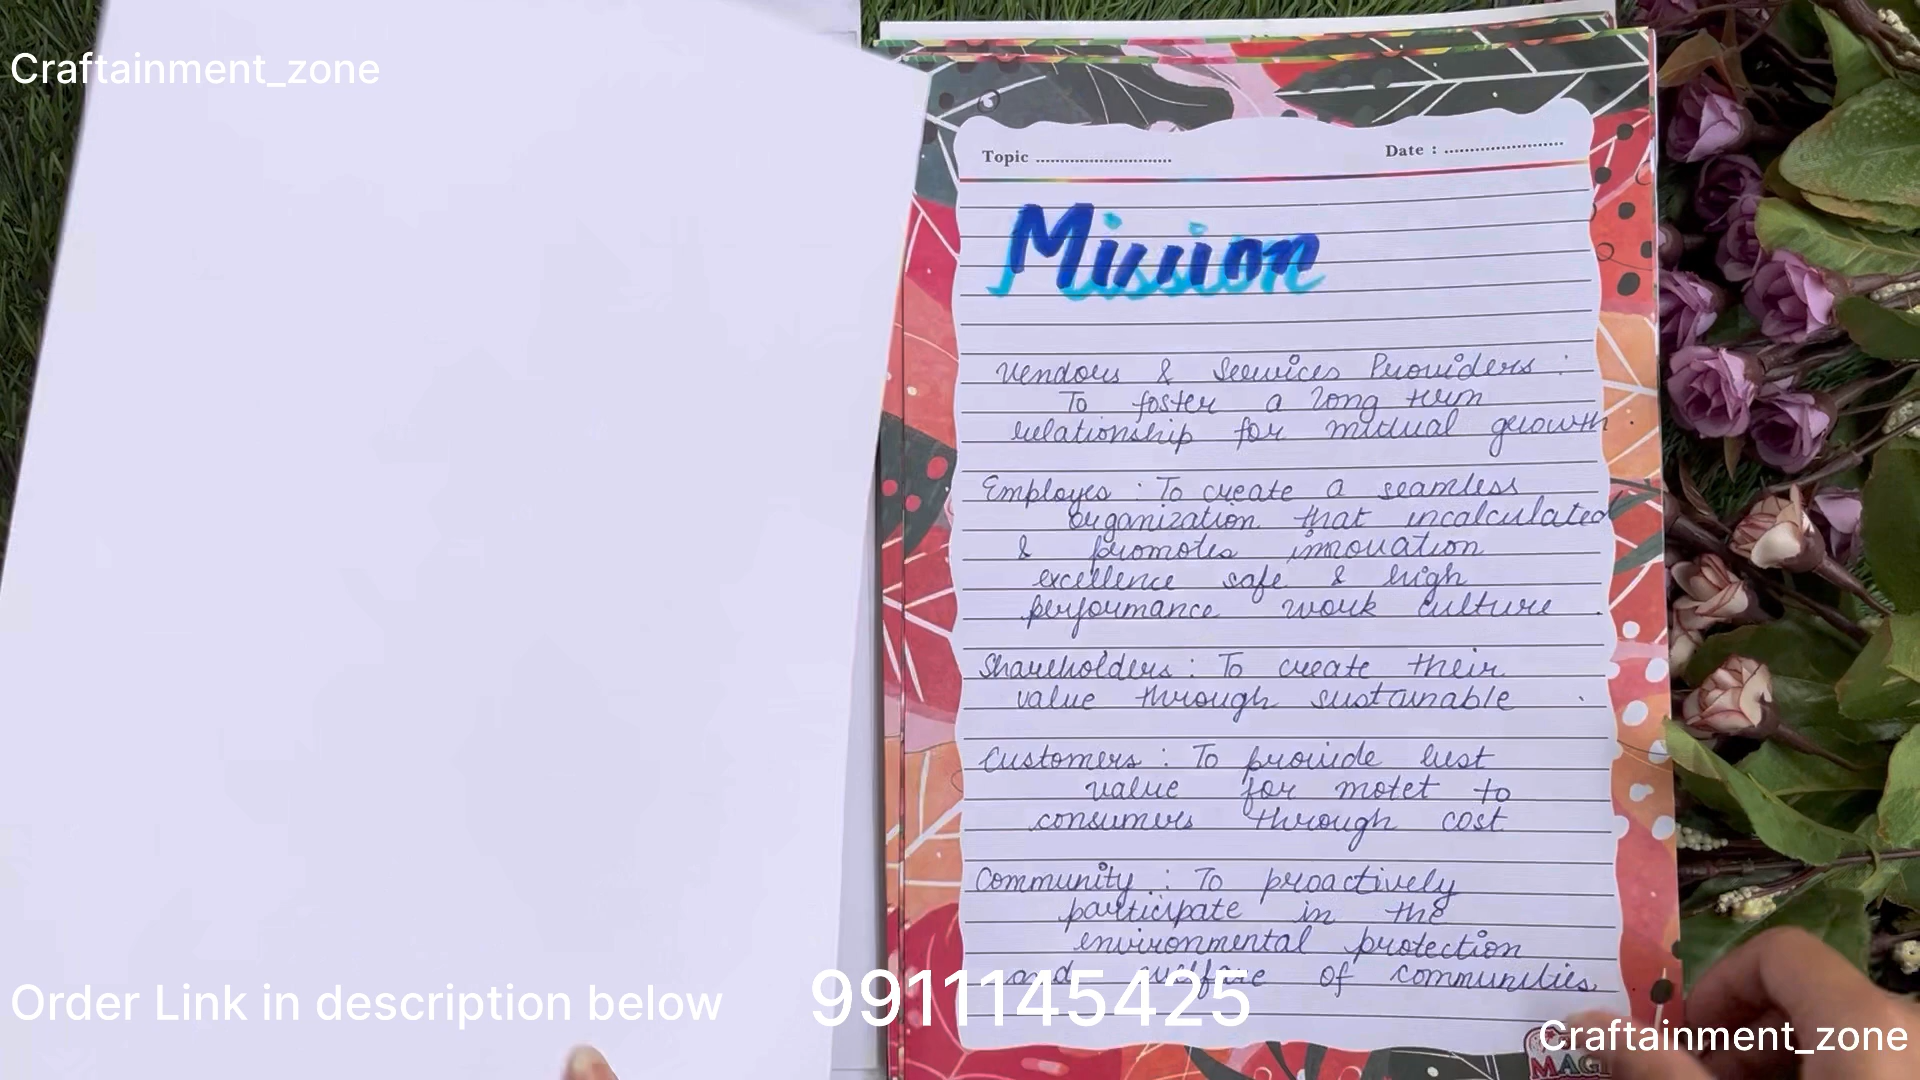 Craftainment_zone
Topic ............................
Date : ........................
Mission
Vendors & Services Providers :
To foster a long term
relationship for mutual growth .
Employes : To create a seamless
organization that incalculated
& promotes innovation
excellence safe & high
performance work culture .
Shareholders : To create their
value through sustainable .
Customers : To provide best
value for motet to
consumers through cost
Community : To proactively
participate in the
environmental protection
and welfare of communities.
Order Link in description below
9911145425
Craftainment_zone